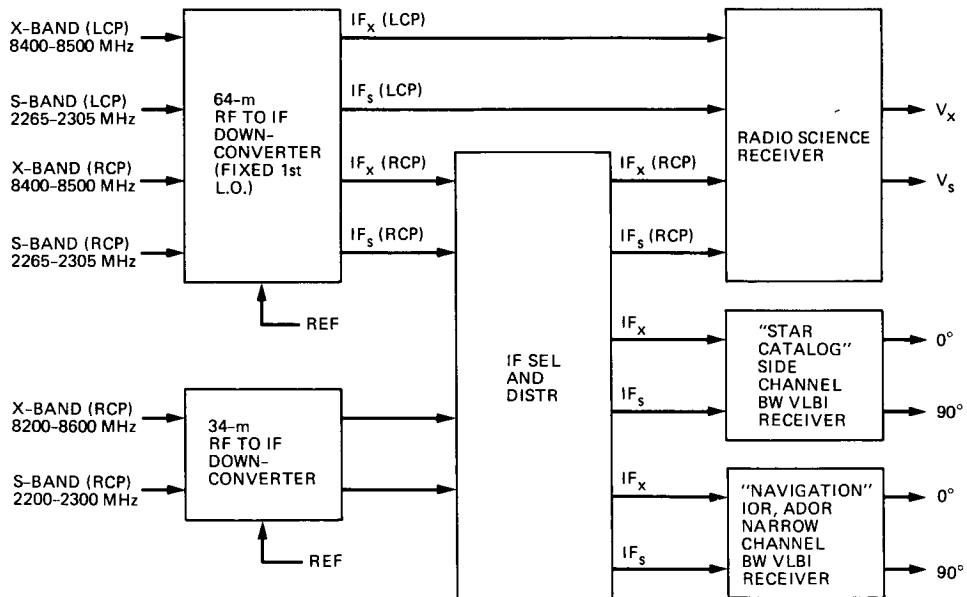 X-BAND (LCP)
8400-8500 MHz
S-BAND (LCP)
2265-2305 MHz
X-BAND (RCP)
8400-8500 MHz
S-BAND (RCP)
2265-2305 MHz
64-m
RF TO IF
DOWN-
CONVERTER
(FIXED 1st
L.O.)
REF
IFx (LCP)
IFs (LCP)
IFx (RCP)
IFs (RCP)
X-BAND (RCP)
8200-8600 MHz
S-BAND (RCP)
2200-2300 MHz
34-m
RF TO IF
DOWN-
CONVERTER
REF
IF SEL
AND
DISTR
IFx (RCP)
IFs (RCP)
RADIO SCIENCE
RECEIVER
Vx
Vs
IFx
IFs
"STAR
CATALOG"
SIDE
CHANNEL
BW VLBI
RECEIVER
0°
90°
IFx
IFs
"NAVIGATION"
IOR, ADOR
NARROW
CHANNEL
BW VLBI
RECEIVER
0°
90°